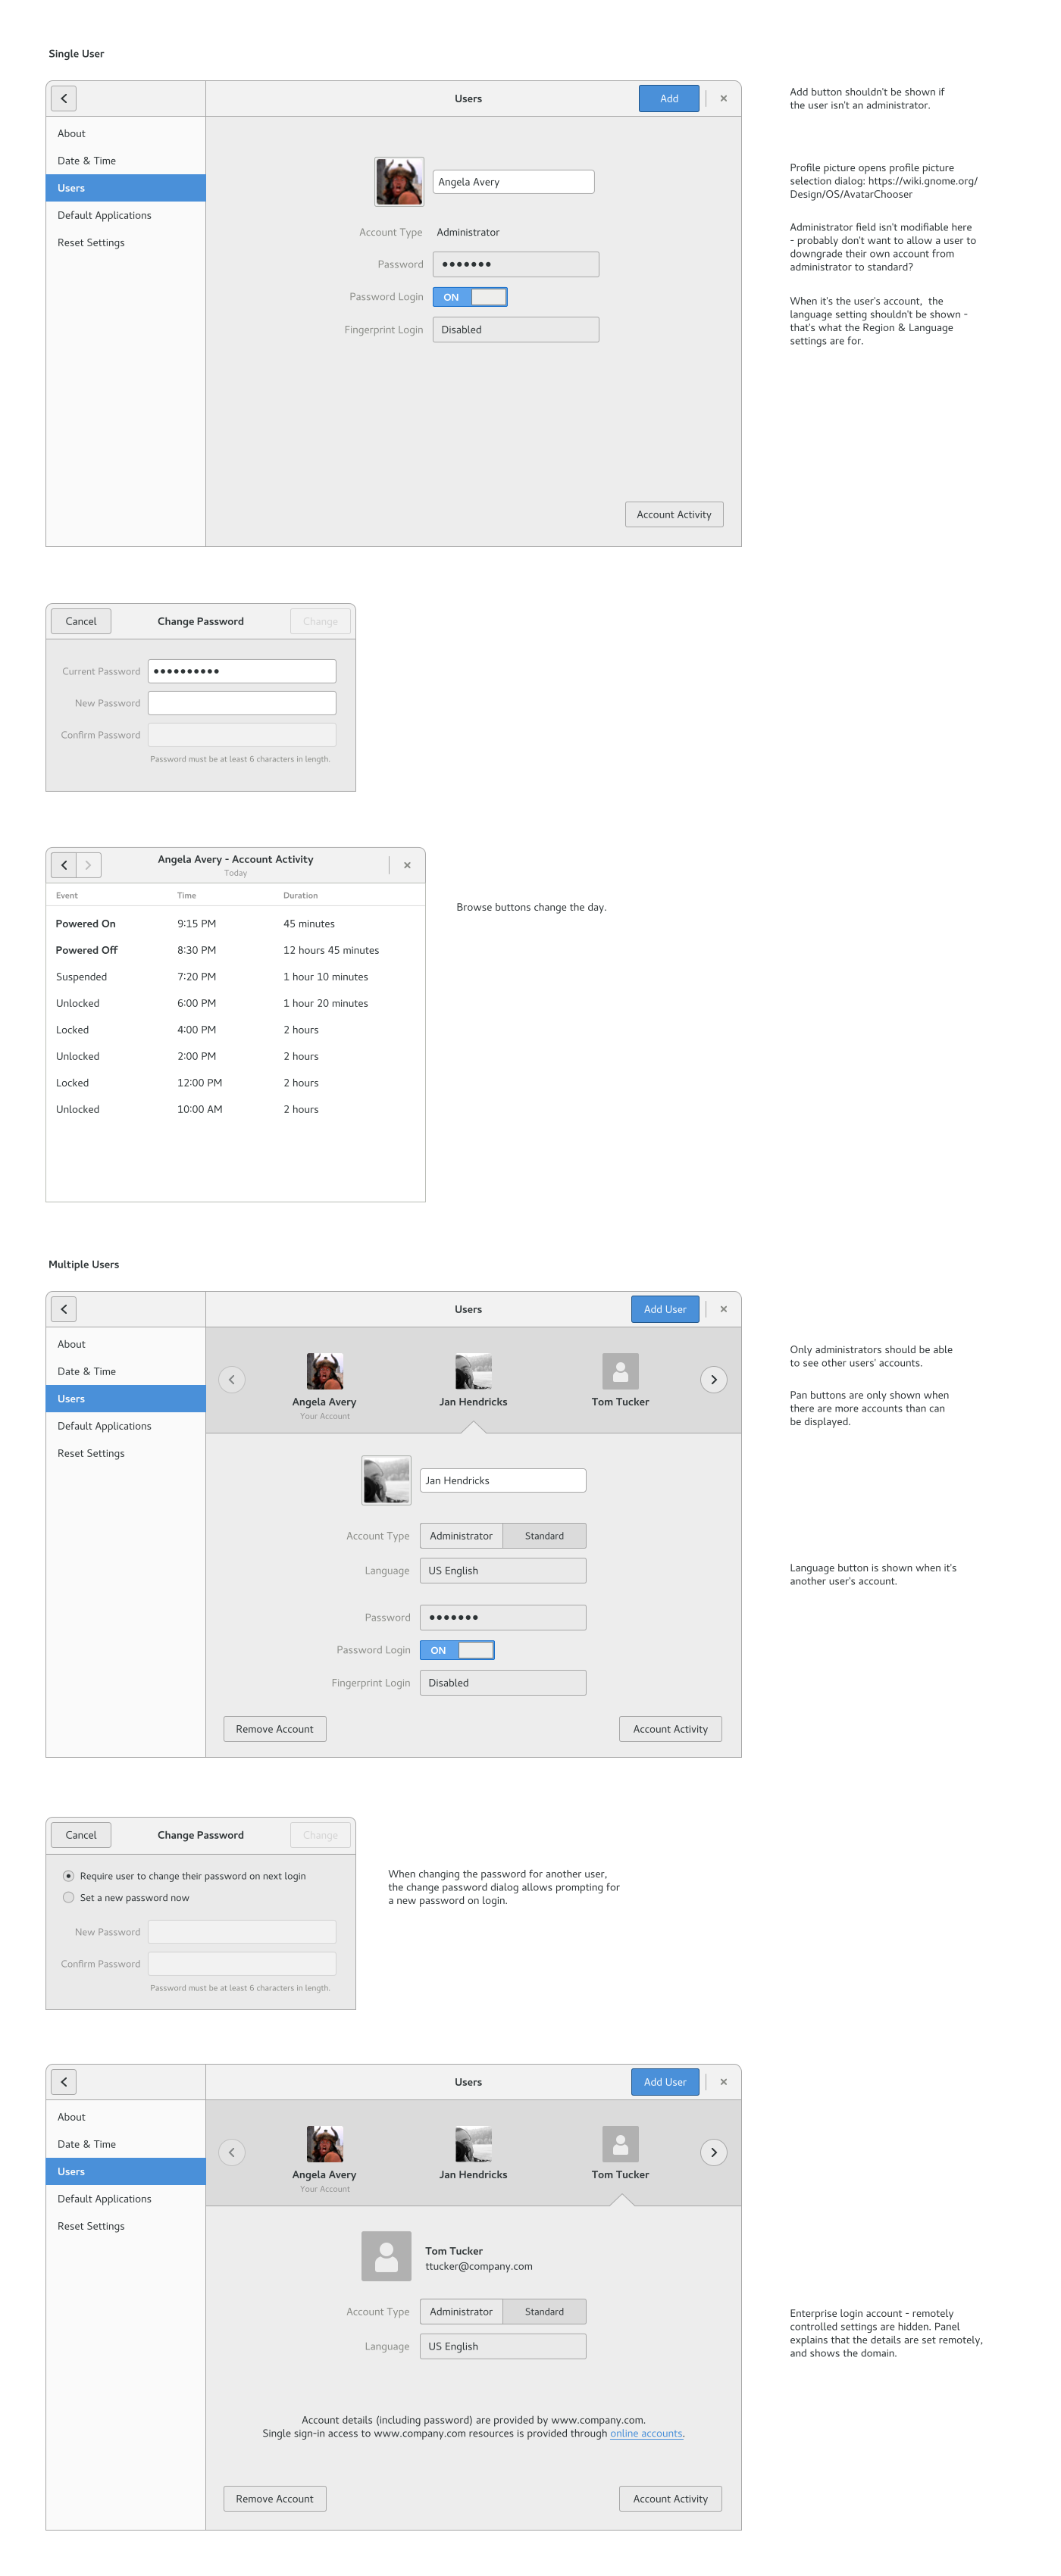 Single User
Users
Add
About
Date & Time
Users
Default Applications
Reset Settings
Angela Avery
Account Type Administrator
Password
Password Login ON
Fingerprint Login Disabled
Account Activity
Add button shouldn't be shown if
the user isn't an administrator.
Profile picture opens profile picture
selection dialog: https://wiki.gnome.org/
Design/OS/AvatarChooser
Administrator field isn't modifiable here
- probably don't want to allow a user to
downgrade their own account from
administrator to standard?
When it's the user's account, the
language setting shouldn't be shown -
that's what the Region & Language
settings are for.
Cancel Change Password Change
Current Password
New Password
Confirm Password
Password must be at least 6 characters in length.
Angela Avery - Account Activity
Today
Event Time Duration
Powered On 9:15 PM 45 minutes
Powered Off 8:30 PM 12 hours 45 minutes
Suspended 7:20 PM 1 hour 10 minutes
Unlocked 6:00 PM 1 hour 20 minutes
Locked 4:00 PM 2 hours
Unlocked 2:00 PM 2 hours
Locked 12:00 PM 2 hours
Unlocked 10:00 AM 2 hours
Browse buttons change the day.
Multiple Users
Users
Add User
About
Date & Time
Users
Default Applications
Reset Settings
Angela Avery Jan Hendricks Tom Tucker
Your Account
Jan Hendricks
Account Type Administrator Standard
Language US English
Password
Password Login ON
Fingerprint Login Disabled
Remove Account Account Activity
Only administrators should be able
to see other users' accounts.
Pan buttons are only shown when
there are more accounts than can
be displayed.
Language button is shown when it's
another user's account.
Cancel Change Password Change
Require user to change their password on next login
Set a new password now
New Password
Confirm Password
Password must be at least 6 characters in length.
When changing the password for another user,
the change password dialog allows prompting for
a new password on login.
Users
Add User
About
Date & Time
Users
Default Applications
Reset Settings
Angela Avery Jan Hendricks Tom Tucker
Your Account
Tom Tucker
ttucker@company.com
Account Type Administrator Standard
Language US English
Account details (including password) are provided by www.company.com.
Single sign-in access to www.company.com resources is provided through online accounts.
Remove Account Account Activity
Enterprise login account - remotely
controlled settings are hidden. Panel
explains that the details are set remotely,
and shows the domain.